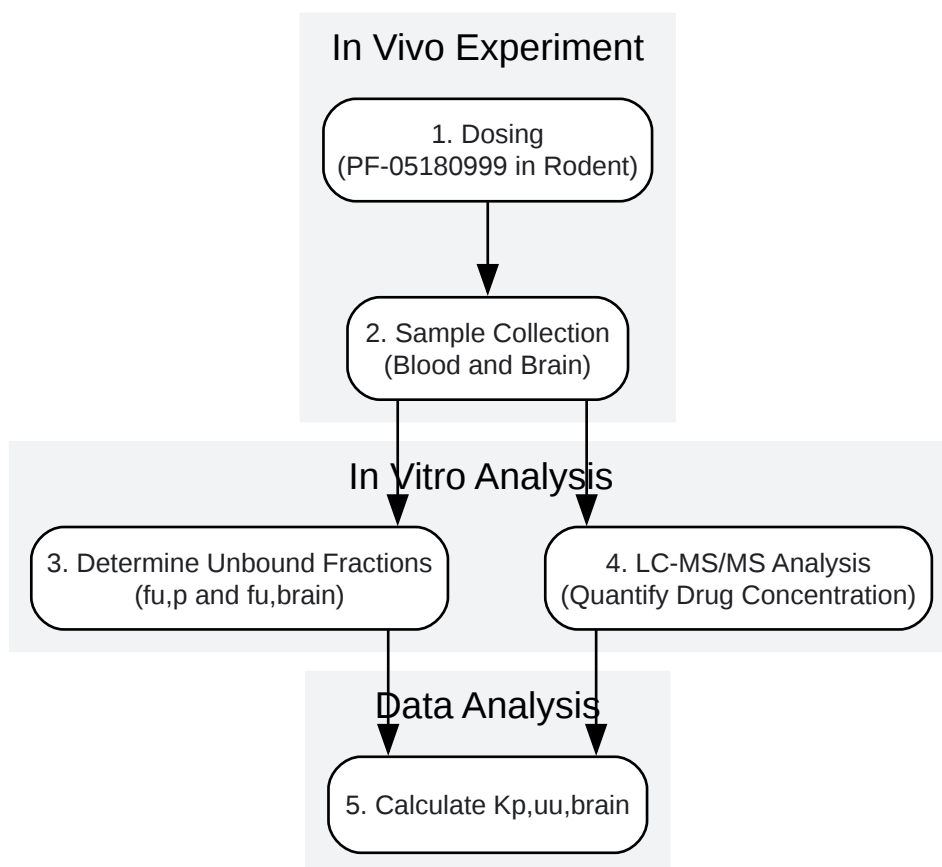 In Vivo Experiment
1. Dosing
(PF-05180999 in Rodent)
2. Sample Collection
(Blood and Brain)
In Vitro Analysis
3. Determine Unbound Fractions
(fu,p and fu,brain)
4. LC-MS/MS Analysis
(Quantify Drug Concentration)
Data Analysis
5. Calculate Kp,uu,brain